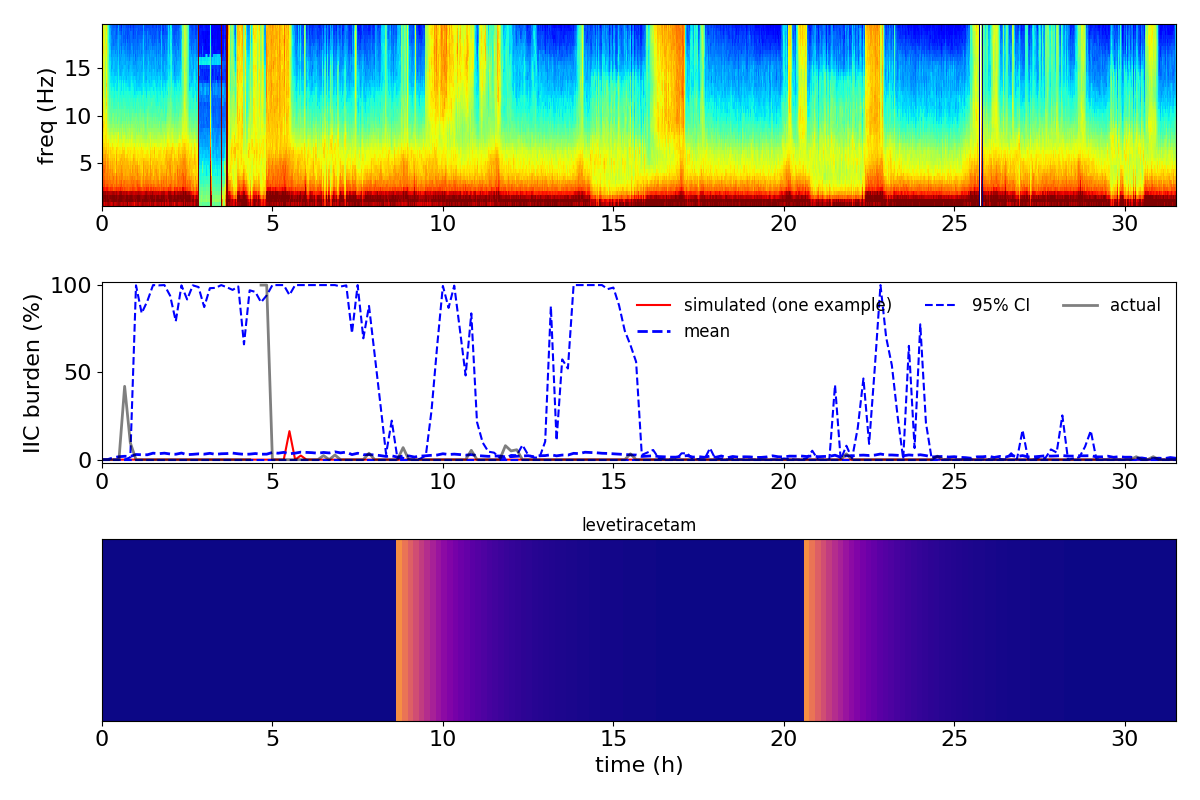 freq (Hz)
15
10
5
0 5 10 15 20 25 30
IIC burden (%)
100
50
0
simulated (one example)
mean
95% CI
actual
0 5 10 15 20 25 30
levetiracetam
0 5 10 15 20 25 30
time (h)